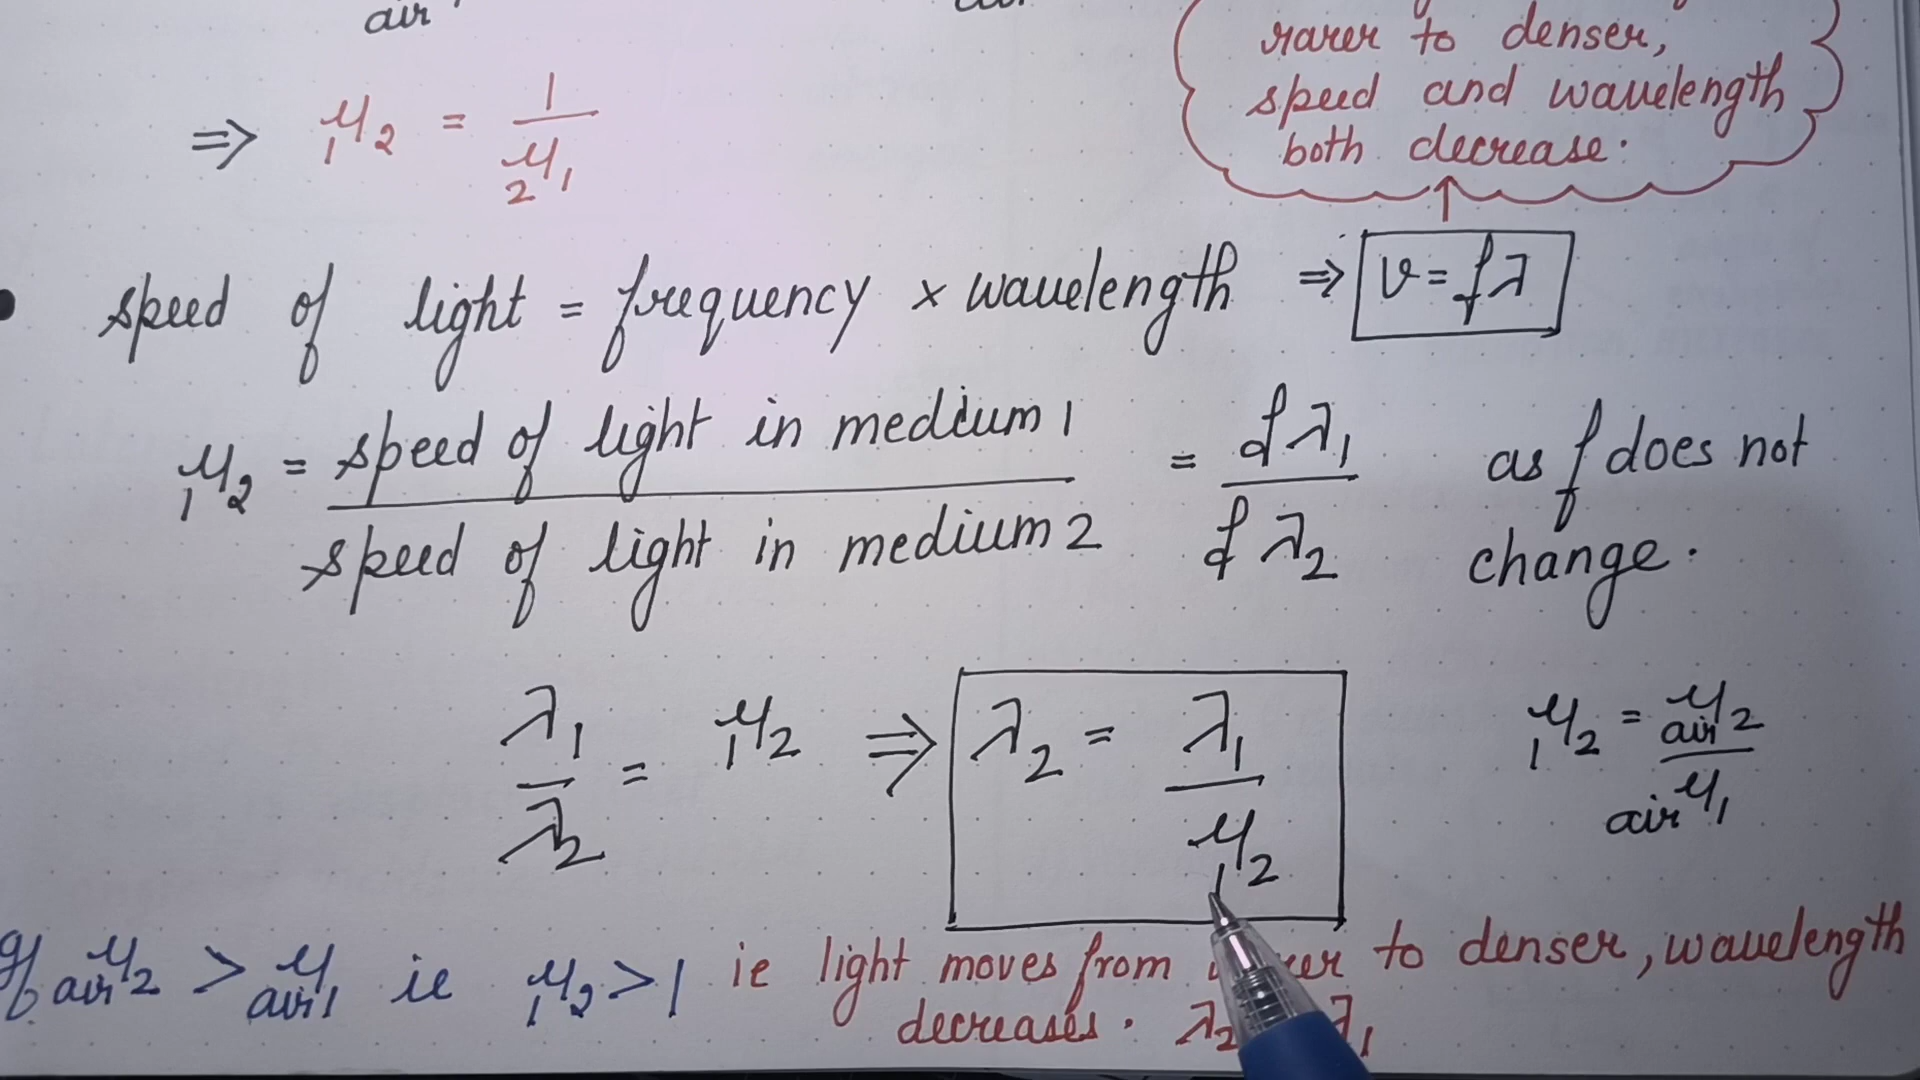 air
rarer to denser,
speed and wavelength
both decrease.
⇒ ₁μ₂ = 1 / ₂μ₁
• speed of light = frequency × wavelength ⇒ v = fλ
₁μ₂ = speed of light in medium 1 / speed of light in medium 2 = fλ₁ / fλ₂ as f does not change.
λ₁ / λ₂ = ₁μ₂ ⇒ λ₂ = λ₁ / ₁μ₂
₁μ₂ = airμ₂ / airμ₁
If airμ₂ > airμ₁ ie ₁μ₂ > 1 ie light moves from to denser, wavelength
decreases. λ₂ λ₁